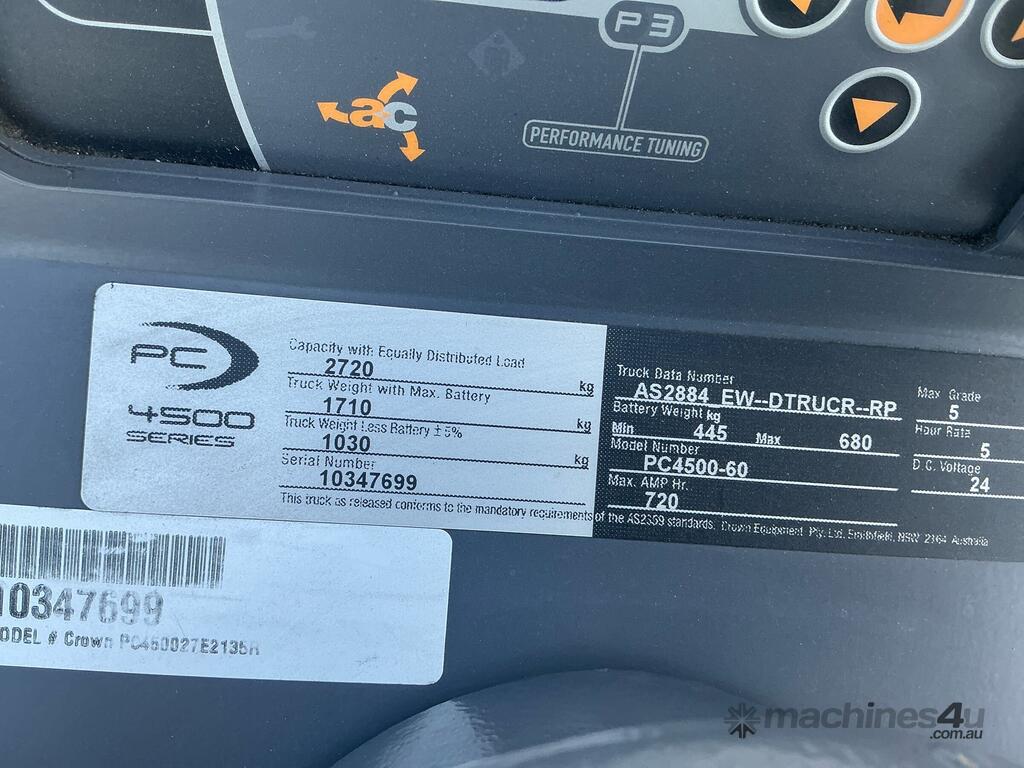 P3
ac
PERFORMANCE TUNING
PC
4500
SERIES
Capacity with Equally Distributed Load
2720 kg
Truck Weight with Max. Battery
1710 kg
Truck Weight Less Battery ± 5%
1030 kg
Serial Number
10347699
Truck Data Number
AS2884 EW--DTRUCR--RP
Battery Weight kg
Min 445 Max 680
Model Number
PC4500-60
Max. AMP Hr.
720
Max Grade
5
Hour Rate
5
D.C. Voltage
24
This truck as released conforms to the mandatory requirements of the AS2359 standards. Crown Equipment Pty. Ltd. Smithfield, NSW 2164 Australia
10347699
MODEL # Crown PC450027E2135R
machines4u
.com.au